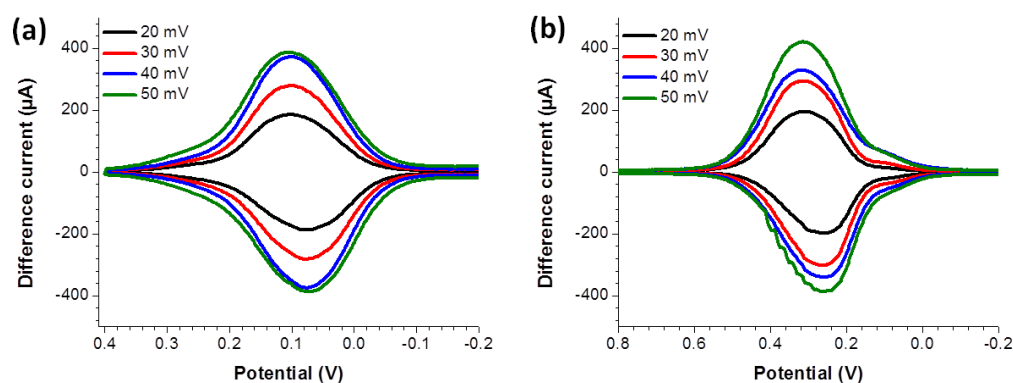 (a)
20 mV
30 mV
40 mV
50 mV
Difference current (µA)
400
200
0
-200
-400
0.4 0.3 0.2 0.1 0.0 -0.1 -0.2
Potential (V)
(b)
20 mV
30 mV
40 mV
50 mV
Difference current (µA)
400
200
0
-200
-400
0.8 0.6 0.4 0.2 0.0 -0.2
Potential (V)